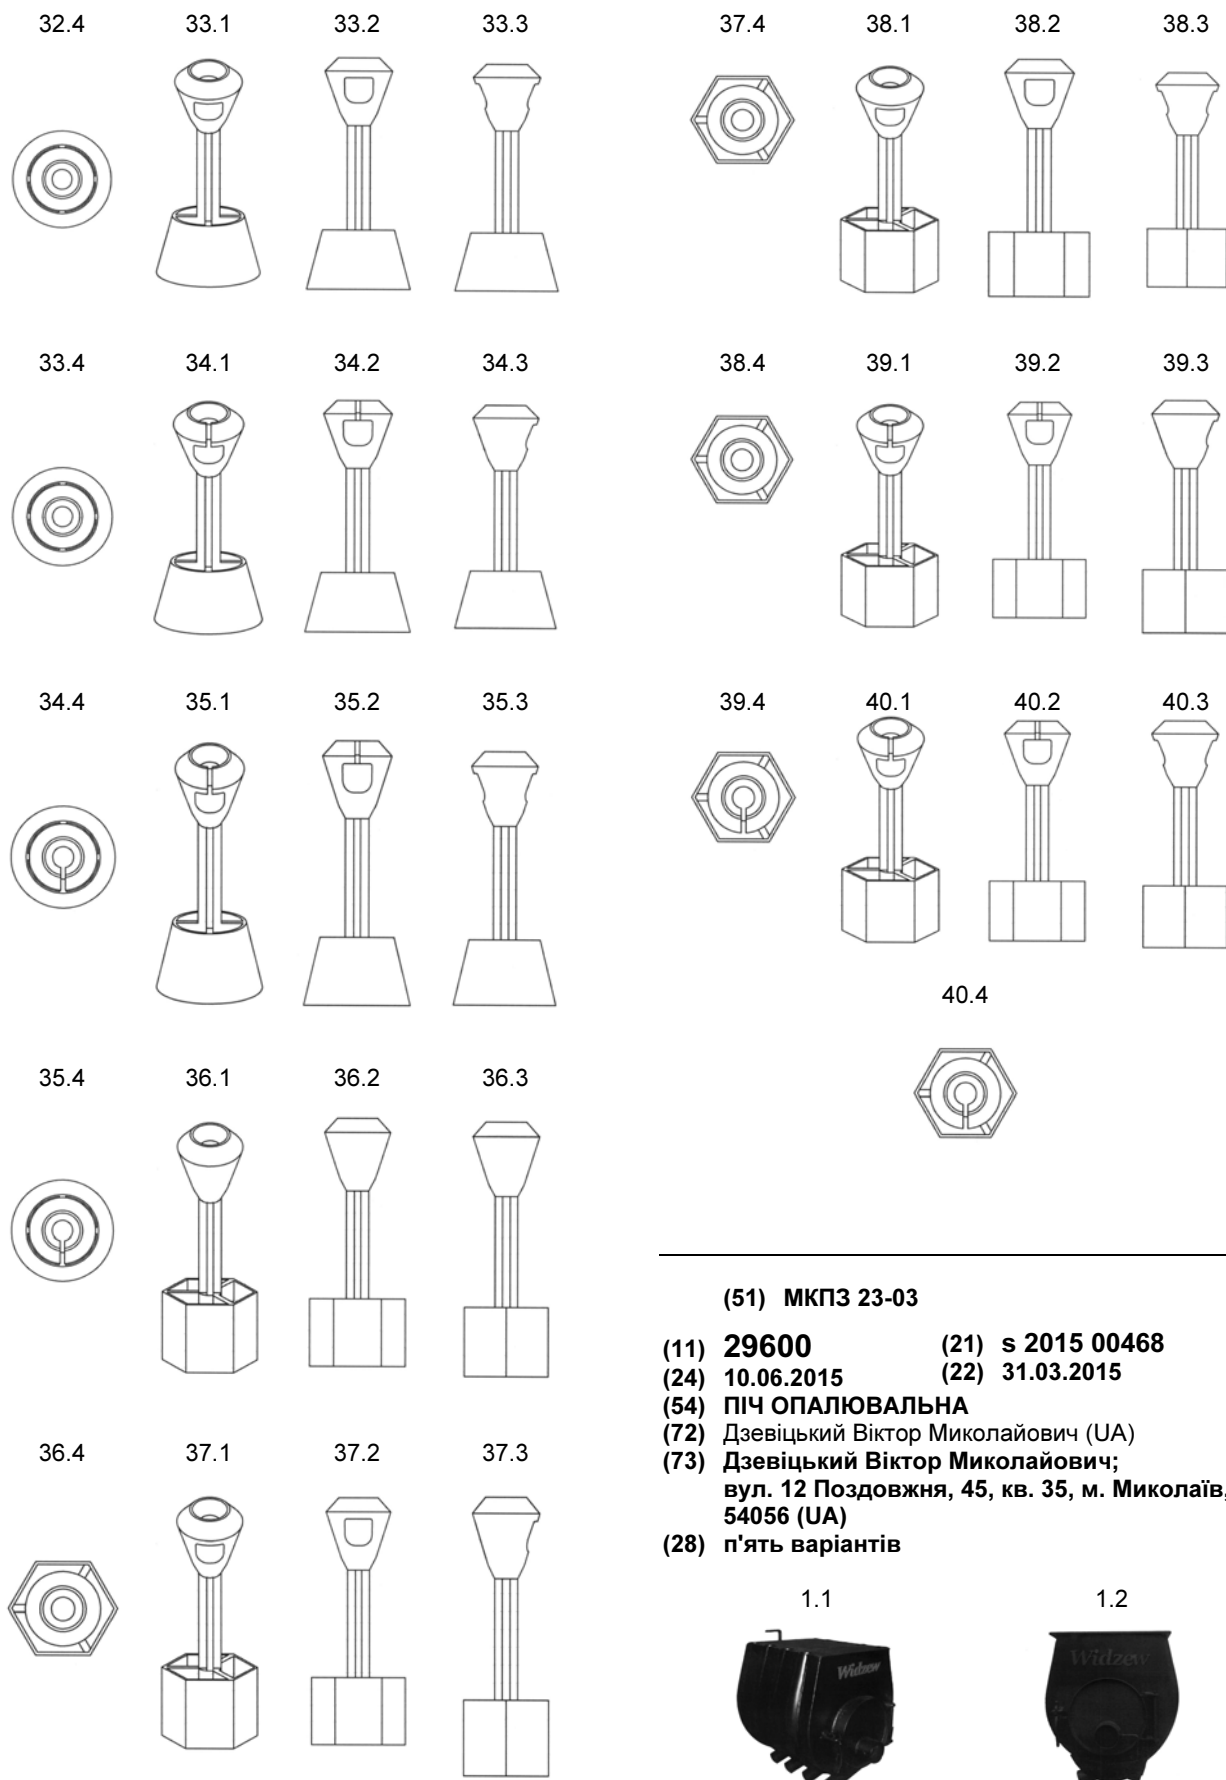 32.4 33.1 33.2 33.3
33.4 34.1 34.2 34.3
34.4 35.1 35.2 35.3
35.4 36.1 36.2 36.3
36.4 37.1 37.2 37.3
37.4 38.1 38.2 38.3
38.4 39.1 39.2 39.3
39.4 40.1 40.2 40.3
40.4
(51) МКПЗ 23-03
(11) 29600 (21) s 2015 00468
(24) 10.06.2015 (22) 31.03.2015
(54) ПІЧ ОПАЛЮВАЛЬНА
(72) Дзевіцький Віктор Миколайович (UA)
(73) Дзевіцький Віктор Миколайович;
вул. 12 Поздовжня, 45, кв. 35, м. Миколаїв,
54056 (UA)
(28) п'ять варіантів
1.1 1.2
Widzew Widzew